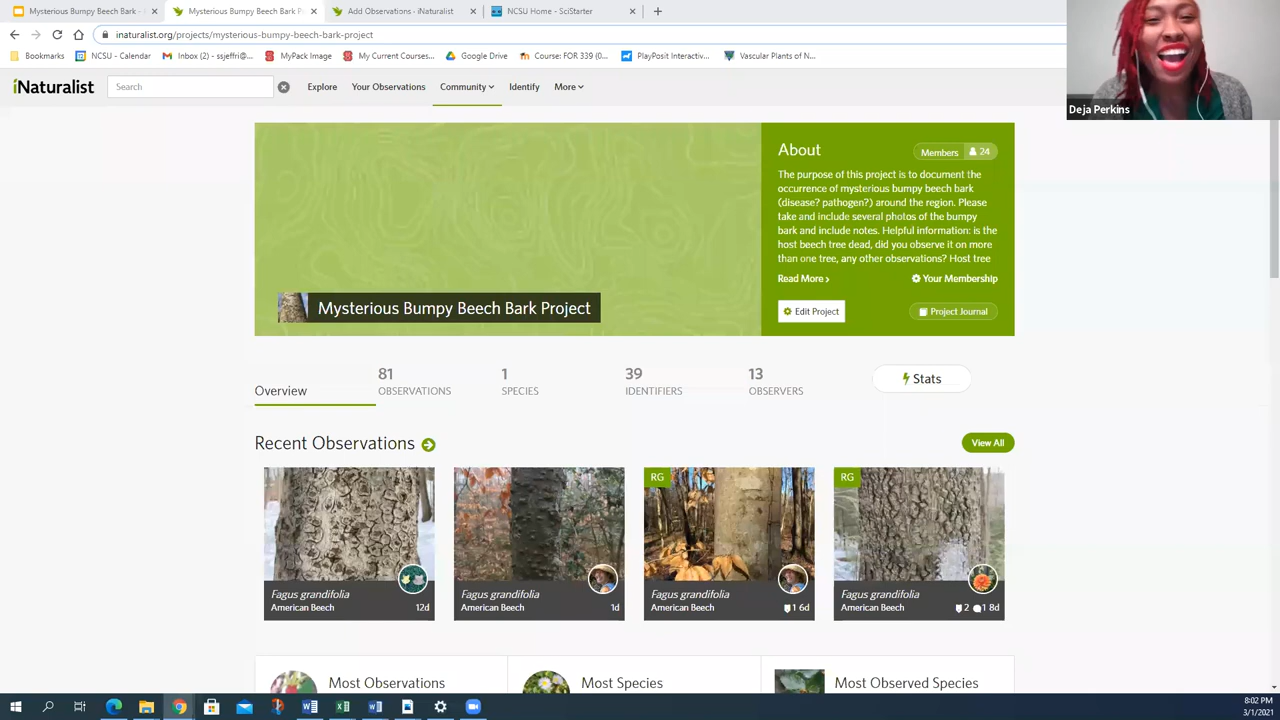 Mysterious Bumpy Beech Bark -
Mysterious Bumpy Beech Bark P
Add Observations · iNaturalist
NCSU Home - SciStarter
inaturalist.org/projects/mysterious-bumpy-beech-bark-project
Bookmarks
NCSU - Calendar
Inbox (2) - ssjeffri@...
MyPack Image
My Current Courses...
Google Drive
Course: FOR 339 (0...
PlayPosit Interactiv...
Vascular Plants of N...
Deja Perkins
iNaturalist
Search
Explore
Your Observations
Community
Identify
More
About
Members 24
The purpose of this project is to document the
occurrence of mysterious bumpy beech bark
(disease? pathogen?) around the region. Please
take and include several photos of the bumpy
bark and include notes. Helpful information: is the
host beech tree dead, did you observe it on more
than one tree, any other observations? Host tree
Read More ›
Your Membership
Mysterious Bumpy Beech Bark Project
Edit Project
Project Journal
Overview
81
OBSERVATIONS
1
SPECIES
39
IDENTIFIERS
13
OBSERVERS
Stats
Recent Observations
View All
Fagus grandifolia
American Beech 12d
Fagus grandifolia
American Beech 1d
RG
Fagus grandifolia
American Beech 1 6d
RG
Fagus grandifolia
American Beech 2 1 8d
Most Observations
Most Species
Most Observed Species
8:02 PM
3/1/2021